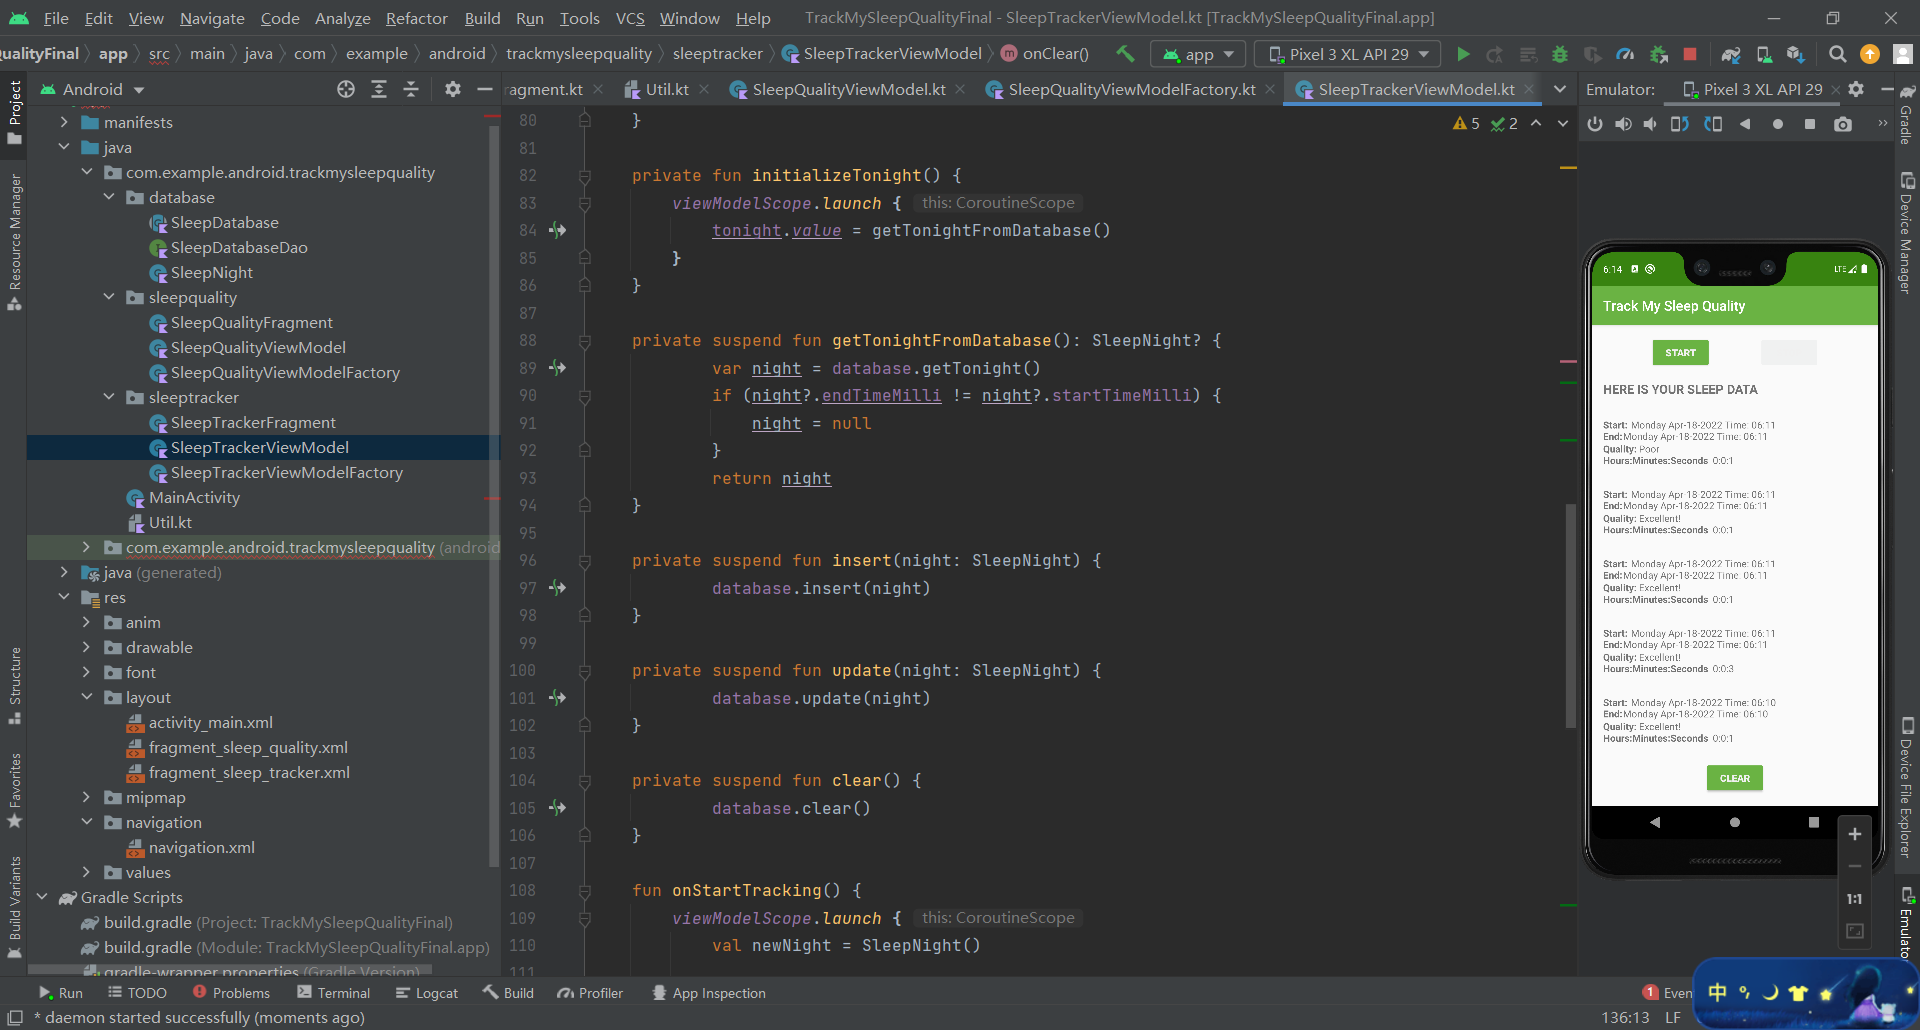 File Edit View Navigate Code Analyze Refactor Build Run Tools VCS Window Help TrackMySleepQualityFinal - SleepTrackerViewModel.kt [TrackMySleepQualityFinal.app]
QualityFinal app src main java com example android trackmysleepquality sleeptracker SleepTrackerViewModel onClear() app Pixel 3 XL API 29
Android
ragment.kt Util.kt SleepQualityViewModel.kt SleepQualityViewModelFactory.kt SleepTrackerViewModel.kt
Emulator: Pixel 3 XL API 29
Project
Resource Manager
Structure
Favorites
Build Variants
manifests
java
com.example.android.trackmysleepquality
database
SleepDatabase
SleepDatabaseDao
SleepNight
sleepquality
SleepQualityFragment
SleepQualityViewModel
SleepQualityViewModelFactory
sleeptracker
SleepTrackerFragment
SleepTrackerViewModel
SleepTrackerViewModelFactory
MainActivity
Util.kt
com.example.android.trackmysleepquality (android
java (generated)
res
anim
drawable
font
layout
activity_main.xml
fragment_sleep_quality.xml
fragment_sleep_tracker.xml
mipmap
navigation
navigation.xml
values
Gradle Scripts
build.gradle (Project: TrackMySleepQualityFinal)
build.gradle (Module: TrackMySleepQualityFinal.app)
gradle-wrapper.properties (Gradle Version)
5 2
80 }
81
82 private fun initializeTonight() {
83 viewModelScope.launch { this: CoroutineScope
84 tonight.value = getTonightFromDatabase()
85 }
86 }
87
88 private suspend fun getTonightFromDatabase(): SleepNight? {
89 var night = database.getTonight()
90 if (night?.endTimeMilli != night?.startTimeMilli) {
91 night = null
92 }
93 return night
94 }
95
96 private suspend fun insert(night: SleepNight) {
97 database.insert(night)
98 }
99
100 private suspend fun update(night: SleepNight) {
101 database.update(night)
102 }
103
104 private suspend fun clear() {
105 database.clear()
106 }
107
108 fun onStartTracking() {
109 viewModelScope.launch { this: CoroutineScope
110 val newNight = SleepNight()
111
6:14 LTE
Track My Sleep Quality
START
HERE IS YOUR SLEEP DATA
Start: Monday Apr-18-2022 Time: 06:11
End:Monday Apr-18-2022 Time: 06:11
Quality: Poor
Hours:Minutes:Seconds 0:0:1
Start: Monday Apr-18-2022 Time: 06:11
End:Monday Apr-18-2022 Time: 06:11
Quality: Excellent!
Hours:Minutes:Seconds 0:0:1
Start: Monday Apr-18-2022 Time: 06:11
End:Monday Apr-18-2022 Time: 06:11
Quality: Excellent!
Hours:Minutes:Seconds 0:0:1
Start: Monday Apr-18-2022 Time: 06:11
End:Monday Apr-18-2022 Time: 06:11
Quality: Excellent!
Hours:Minutes:Seconds 0:0:3
Start: Monday Apr-18-2022 Time: 06:10
End:Monday Apr-18-2022 Time: 06:10
Quality: Excellent!
Hours:Minutes:Seconds 0:0:1
CLEAR
1:1
Gradle
Device Manager
Device File Explorer
Emulator
Run TODO Problems Terminal Logcat Build Profiler App Inspection
1 Even
中
* daemon started successfully (moments ago)
136:13 LF